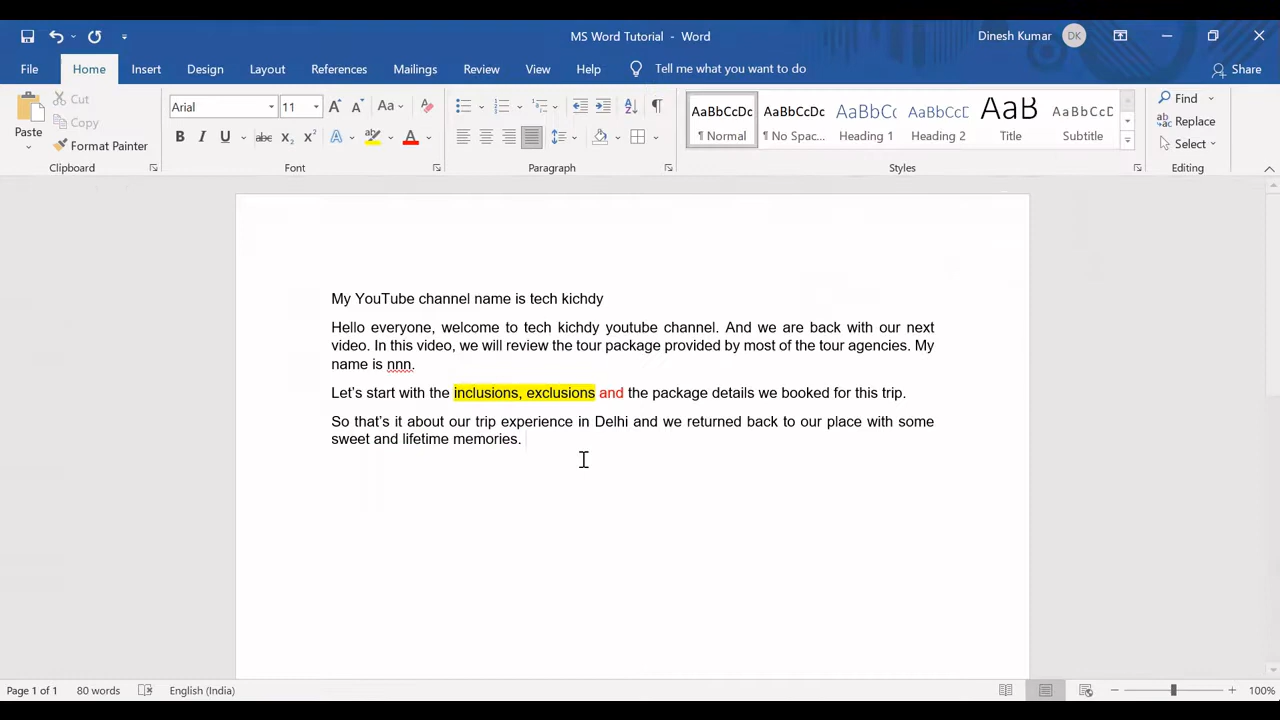 MS Word Tutorial - Word
Dinesh Kumar DK
File Home Insert Design Layout References Mailings Review View Help Tell me what you want to do Share
Paste
Cut
Copy
Format Painter
Clipboard
Arial 11
Aa
B I U abc X₂ X² A A
Font
Paragraph
AaBbCcDc AaBbCcDc AaBbCc AaBbCcD AaB AaBbCcD
¶ Normal ¶ No Spac... Heading 1 Heading 2 Title Subtitle
Styles
Find
Replace
Select
Editing
My YouTube channel name is tech kichdy
Hello everyone, welcome to tech kichdy youtube channel. And we are back with our next
video. In this video, we will review the tour package provided by most of the tour agencies. My
name is nnn.
Let’s start with the inclusions, exclusions and the package details we booked for this trip.
So that’s it about our trip experience in Delhi and we returned back to our place with some
sweet and lifetime memories.
Page 1 of 1 80 words English (India) 100%